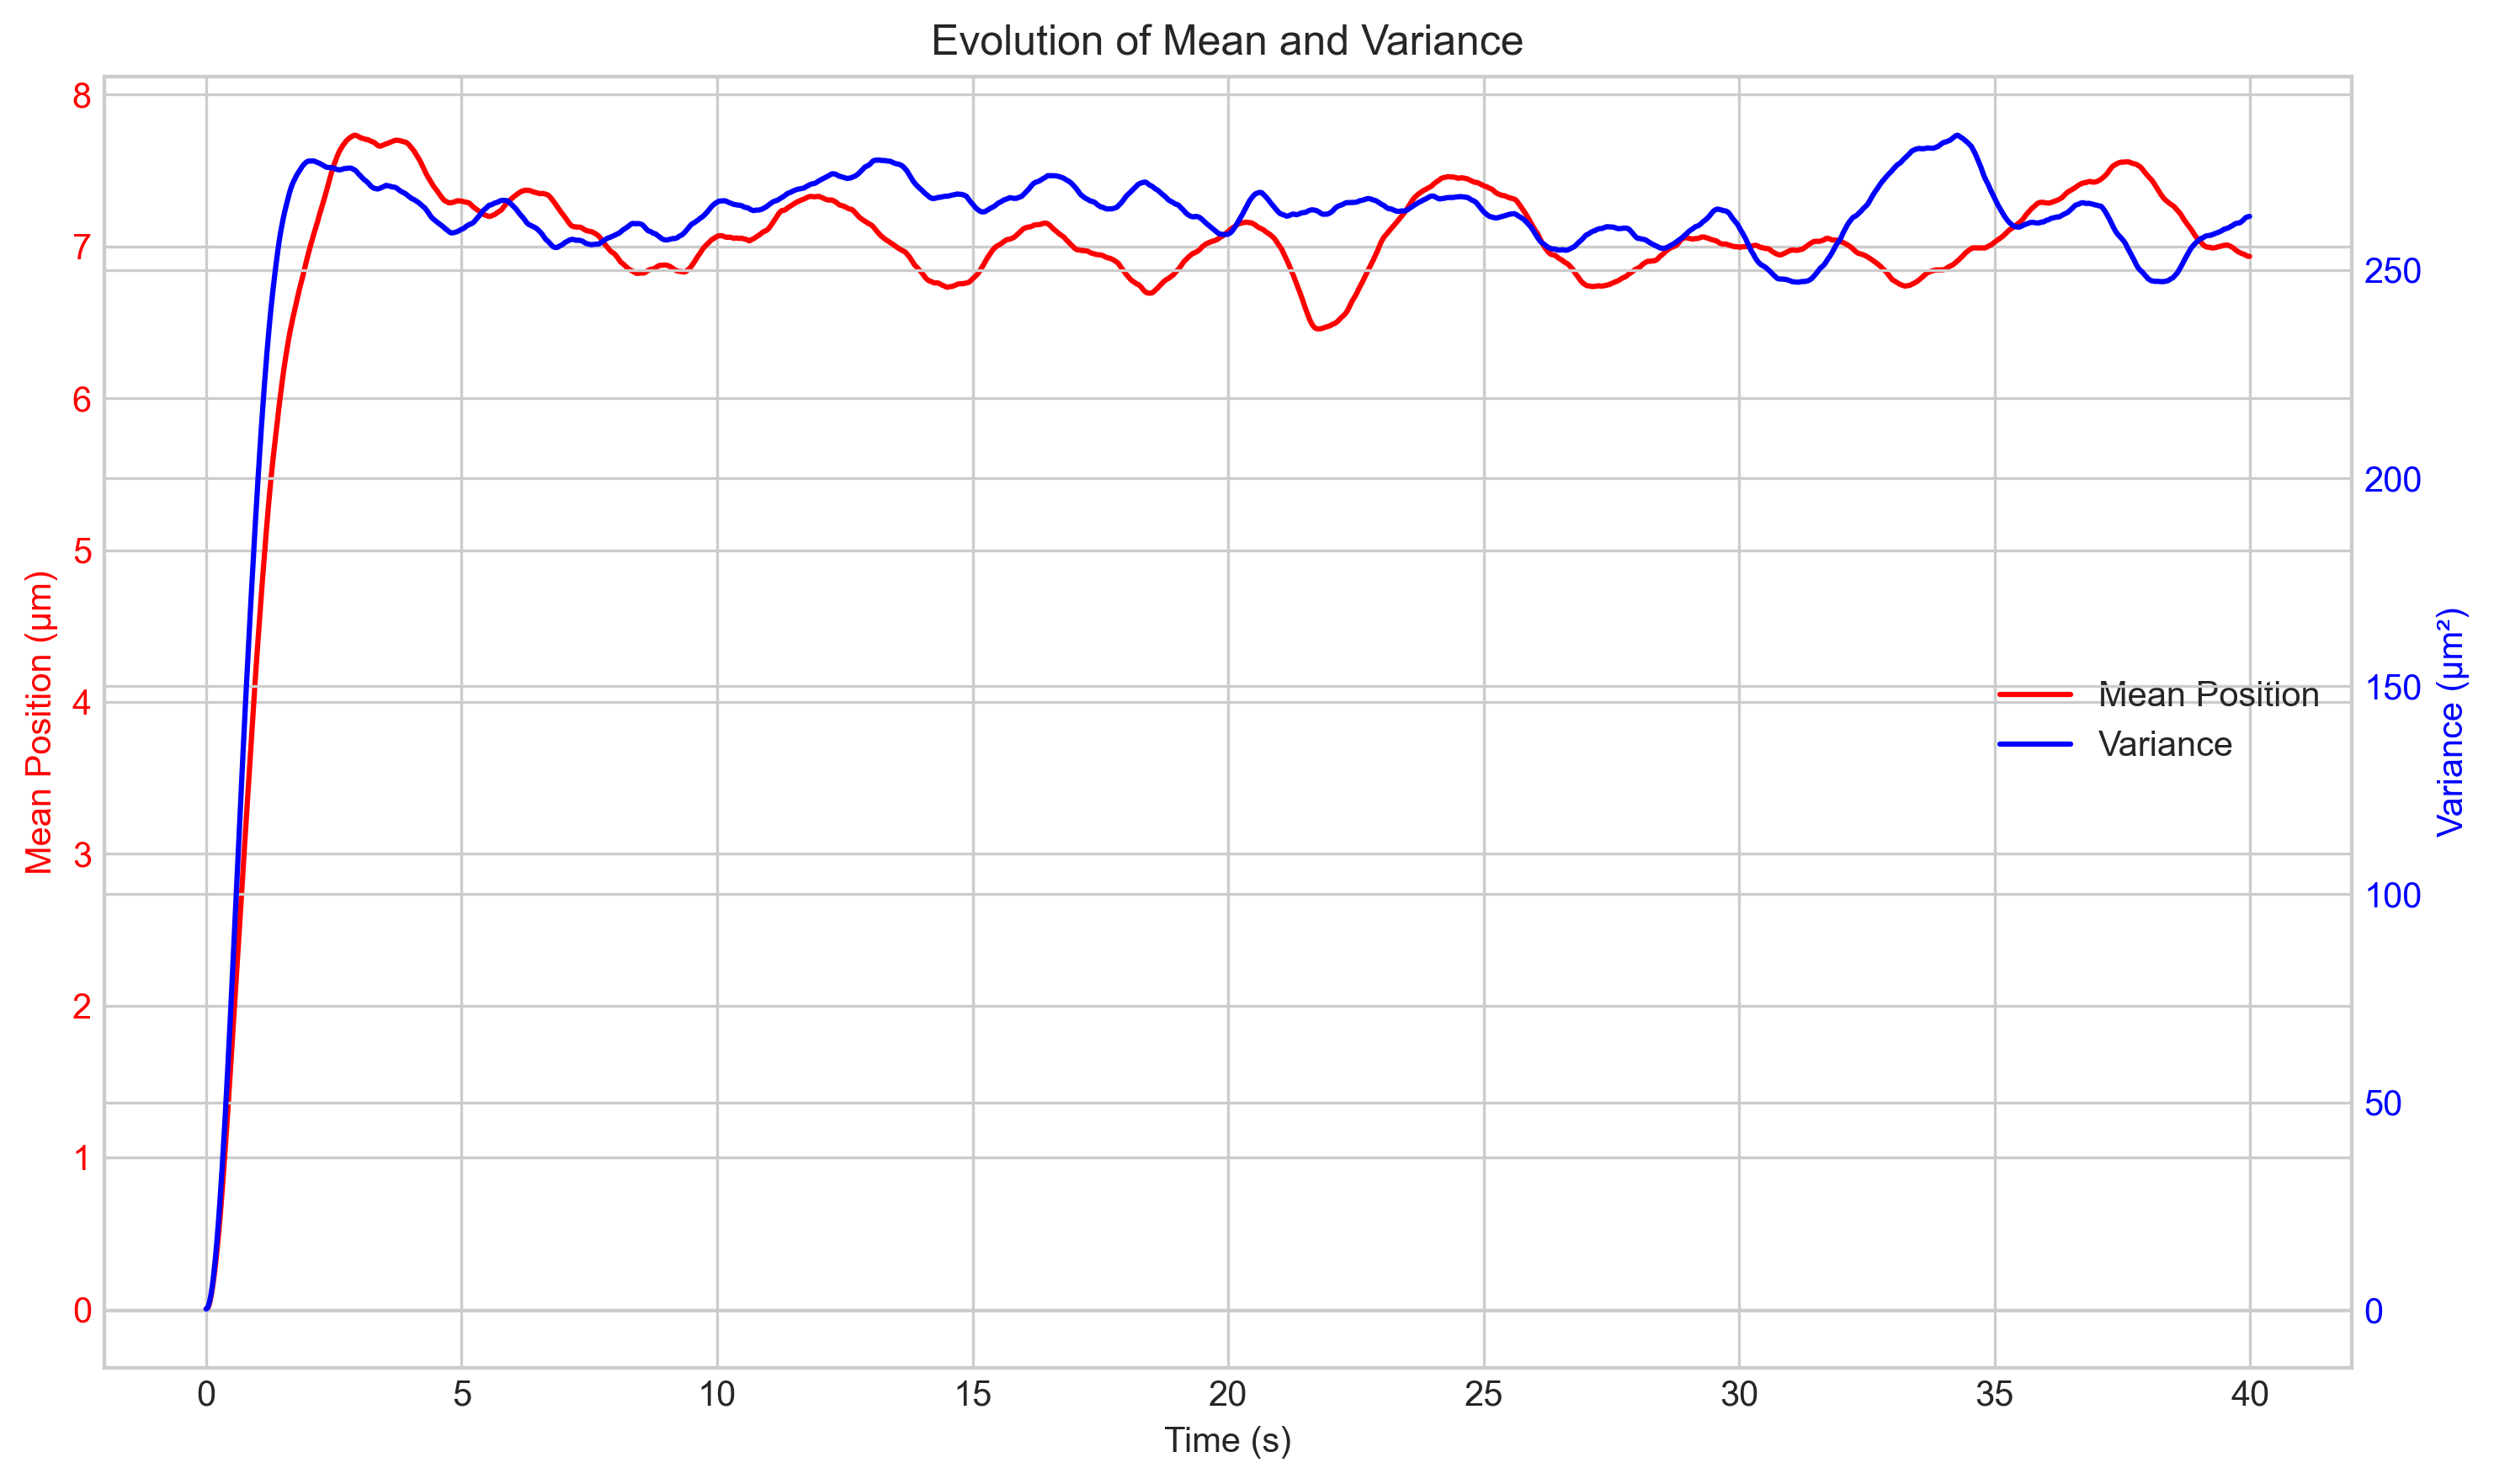 Evolution of Mean and Variance
Mean Position (μm)
8
7
6
5
4
3
2
1
0
250
200
150
100
50
0
Variance (μm²)
Mean Position
Variance
0 5 10 15 20 25 30 35 40
Time (s)